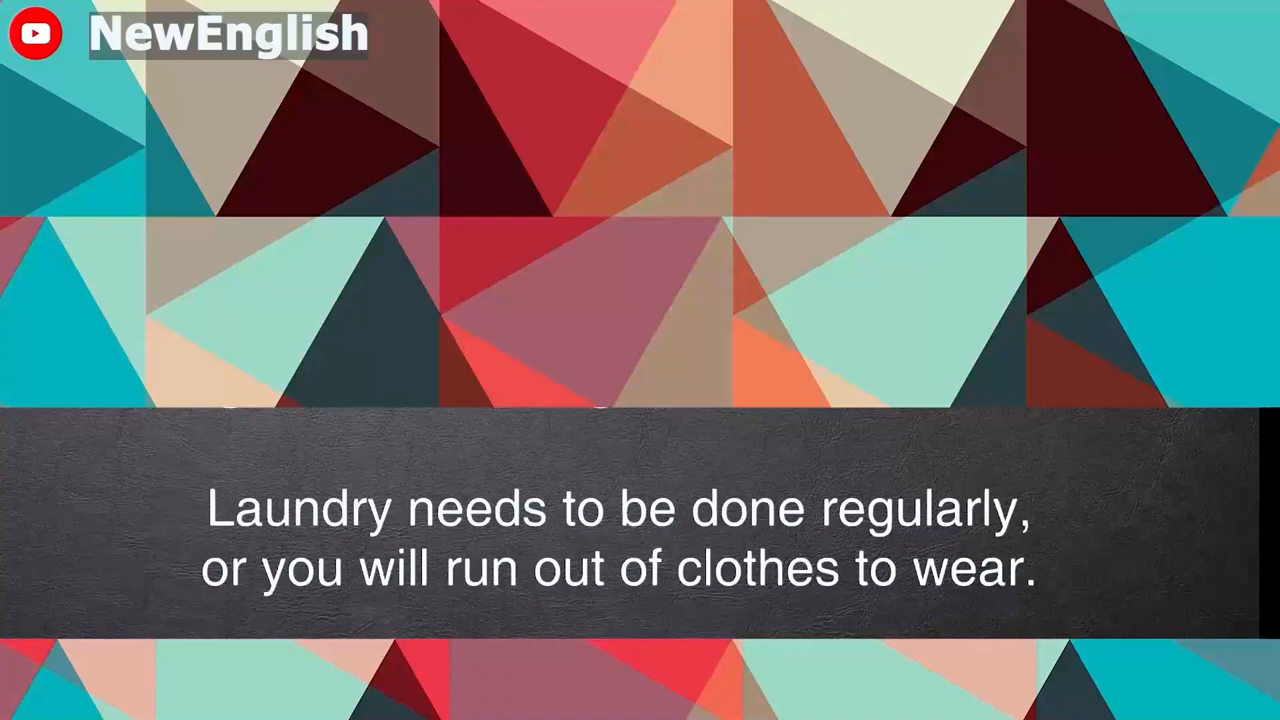 NewEnglish
Laundry needs to be done regularly,
or you will run out of clothes to wear.